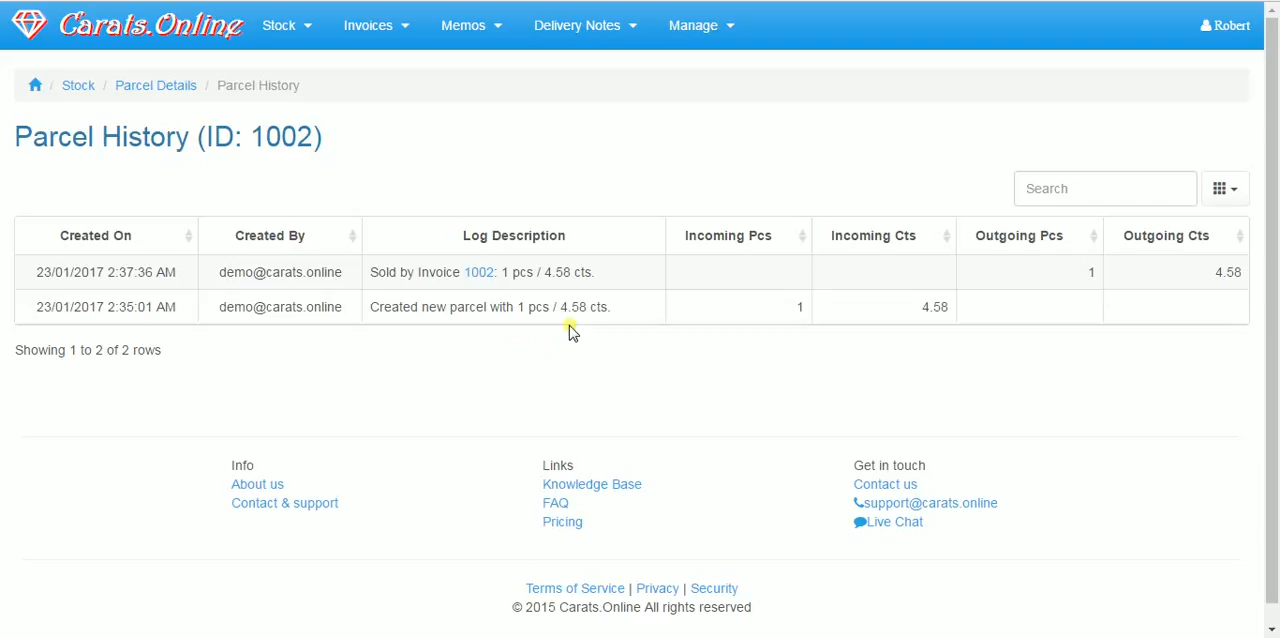 Carats.Online Stock Invoices Memos Delivery Notes Manage Robert
/ Stock / Parcel Details / Parcel History
Parcel History (ID: 1002)
Search
Created On Created By Log Description Incoming Pcs Incoming Cts Outgoing Pcs Outgoing Cts
23/01/2017 2:37:36 AM demo@carats.online Sold by Invoice 1002: 1 pcs / 4.58 cts. 1 4.58
23/01/2017 2:35:01 AM demo@carats.online Created new parcel with 1 pcs / 4.58 cts. 1 4.58
Showing 1 to 2 of 2 rows
Info Links Get in touch
About us Knowledge Base Contact us
Contact & support FAQ support@carats.online
Pricing Live Chat
Terms of Service | Privacy | Security
© 2015 Carats.Online All rights reserved